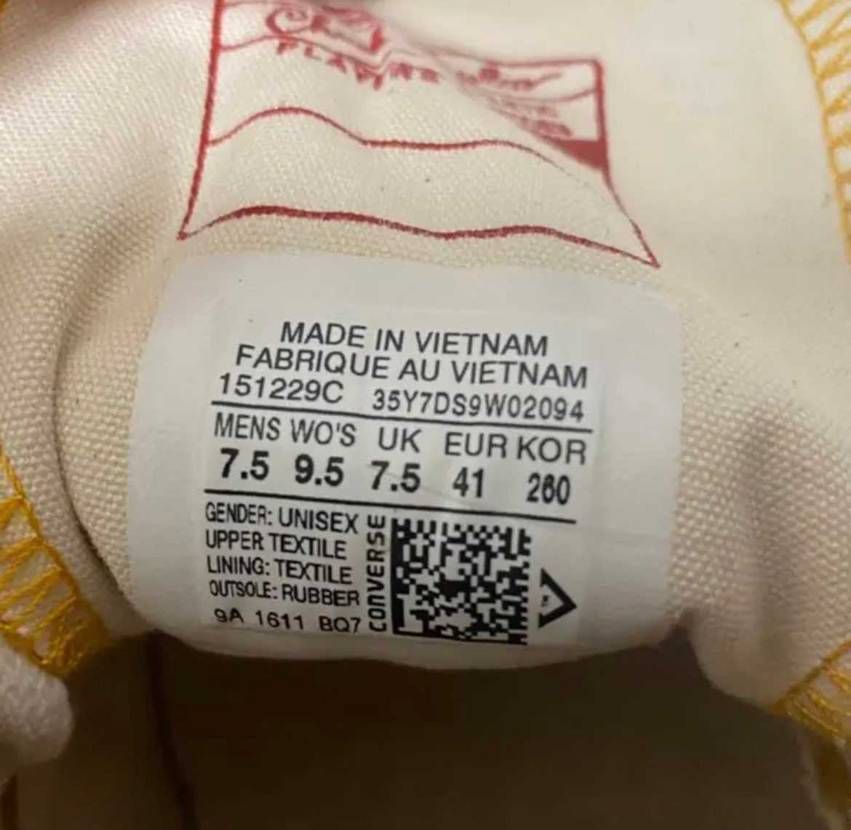 MADE IN VIETNAM
FABRIQUE AU VIETNAM
151229C 35Y7DS9W02094
MENS WO'S UK EUR KOR
7.5 9.5 7.5 41 260
GENDER: UNISEX
UPPER TEXTILE
LINING: TEXTILE
OUTSOLE: RUBBER
9A 1611 BQ7
CONVERSE